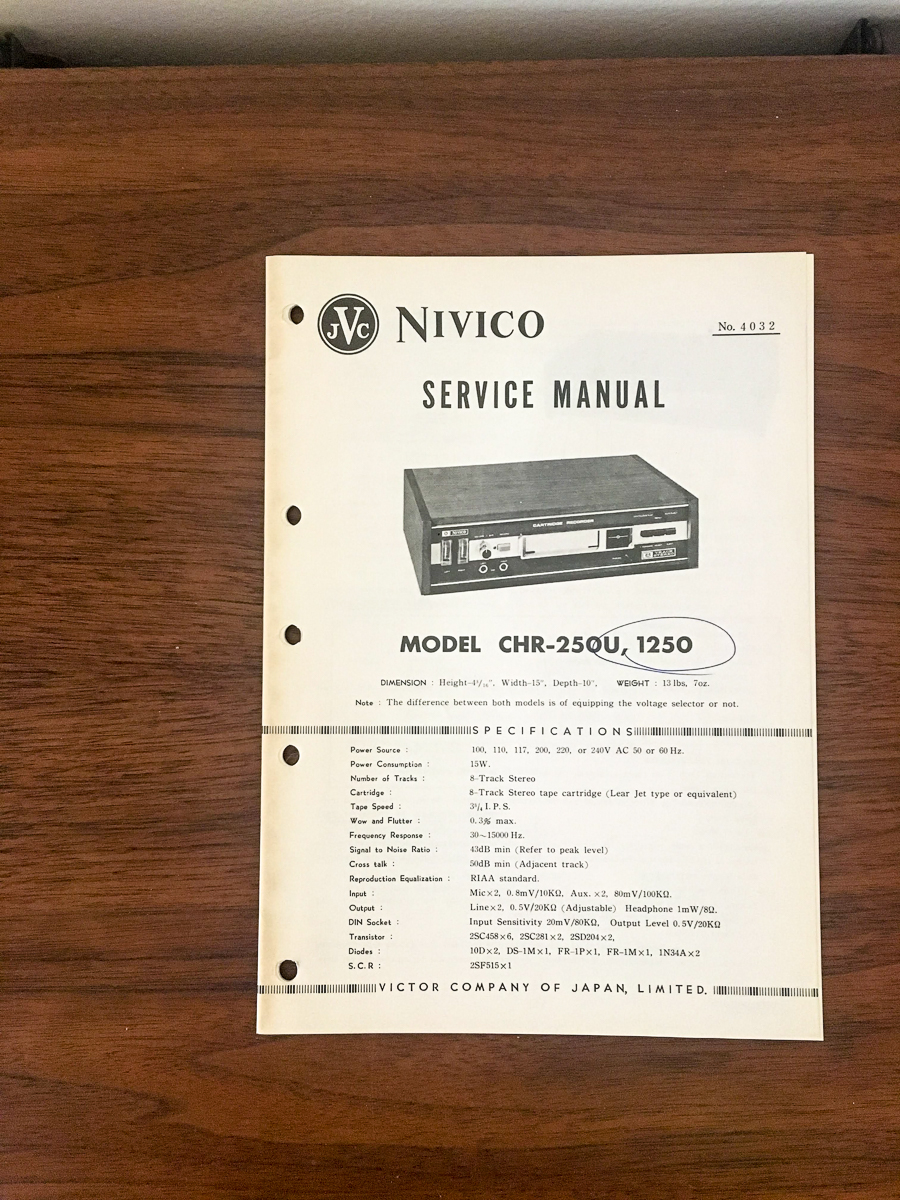 JVC NIVICO
No. 4032
SERVICE MANUAL
CARTRIDGE RECORDER
MODEL CHR-250U, 1250
DIMENSION : Height-4⁹/₁₆", Width-15", Depth-10", WEIGHT : 13 lbs, 7oz.
Note : The difference between both models is of equipping the voltage selector or not.
SPECIFICATIONS
Power Source : 100, 110, 117, 200, 220, or 240V AC 50 or 60 Hz.
Power Consumption : 15W.
Number of Tracks : 8-Track Stereo
Cartridge : 8-Track Stereo tape cartridge (Lear Jet type or equivalent)
Tape Speed : 3³/₄ I. P. S.
Wow and Flutter : 0.3% max.
Frequency Response : 30~15000 Hz.
Signal to Noise Ratio : 43dB min (Refer to peak level)
Cross talk : 50dB min (Adjacent track)
Reproduction Equalization : RIAA standard.
Input : Mic×2, 0.8mV/10KΩ, Aux. ×2, 80mV/100KΩ.
Output : Line×2, 0.5V/20KΩ (Adjustable) Headphone 1mW/8Ω.
DIN Socket : Input Sensitivity 20mV/80KΩ, Output Level 0.5V/20KΩ
Transistor : 2SC458×6, 2SC281×2, 2SD204×2,
Diodes : 10D×2, DS-1M×1, FR-1P×1, FR-1M×1, 1N34A×2
S.C.R : 2SF515×1
VICTOR COMPANY OF JAPAN, LIMITED.